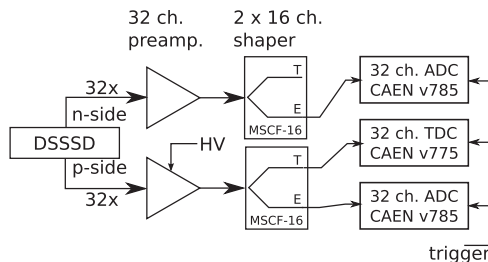 32 ch.
preamp.
2 x 16 ch.
shaper
32x
n-side
DSSSD
p-side
32x
HV
T
E
MSCF-16
T
E
MSCF-16
32 ch. ADC
CAEN v785
32 ch. TDC
CAEN v775
32 ch. ADC
CAEN v785
trigger